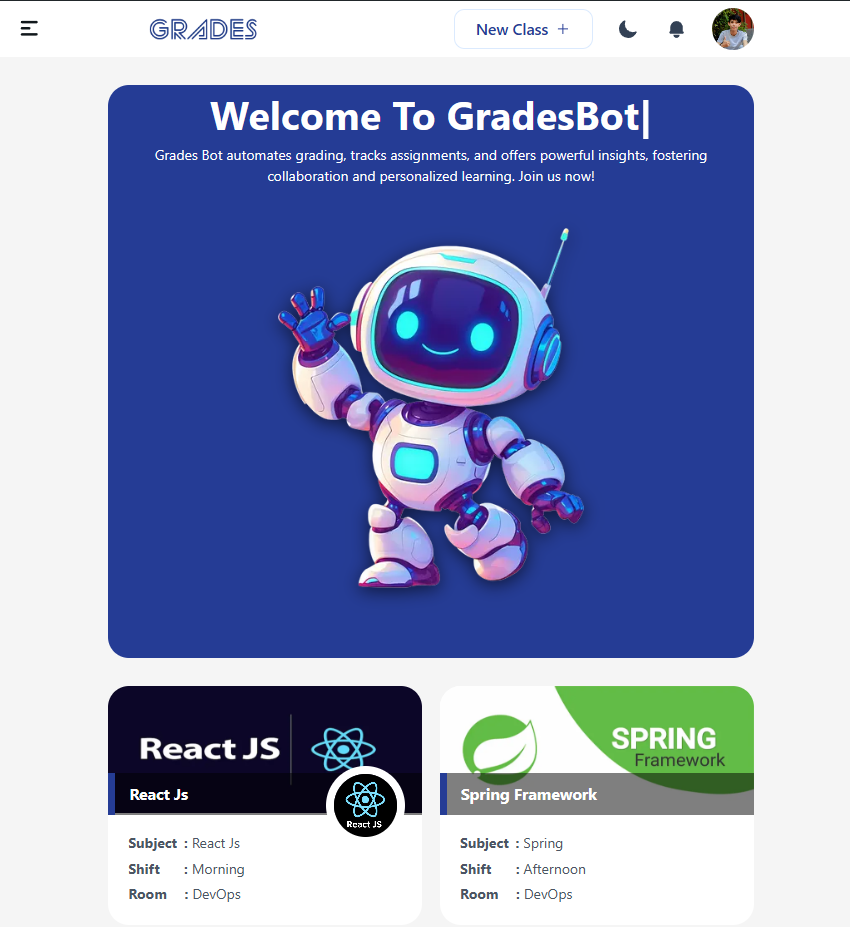 GRADES
New Class +
Welcome To GradesBot|
Grades Bot automates grading, tracks assignments, and offers powerful insights, fostering
collaboration and personalized learning. Join us now!
React JS
React Js
React JS
Subject : React Js
Shift : Morning
Room : DevOps
SPRING
Framework
Spring Framework
Subject : Spring
Shift : Afternoon
Room : DevOps